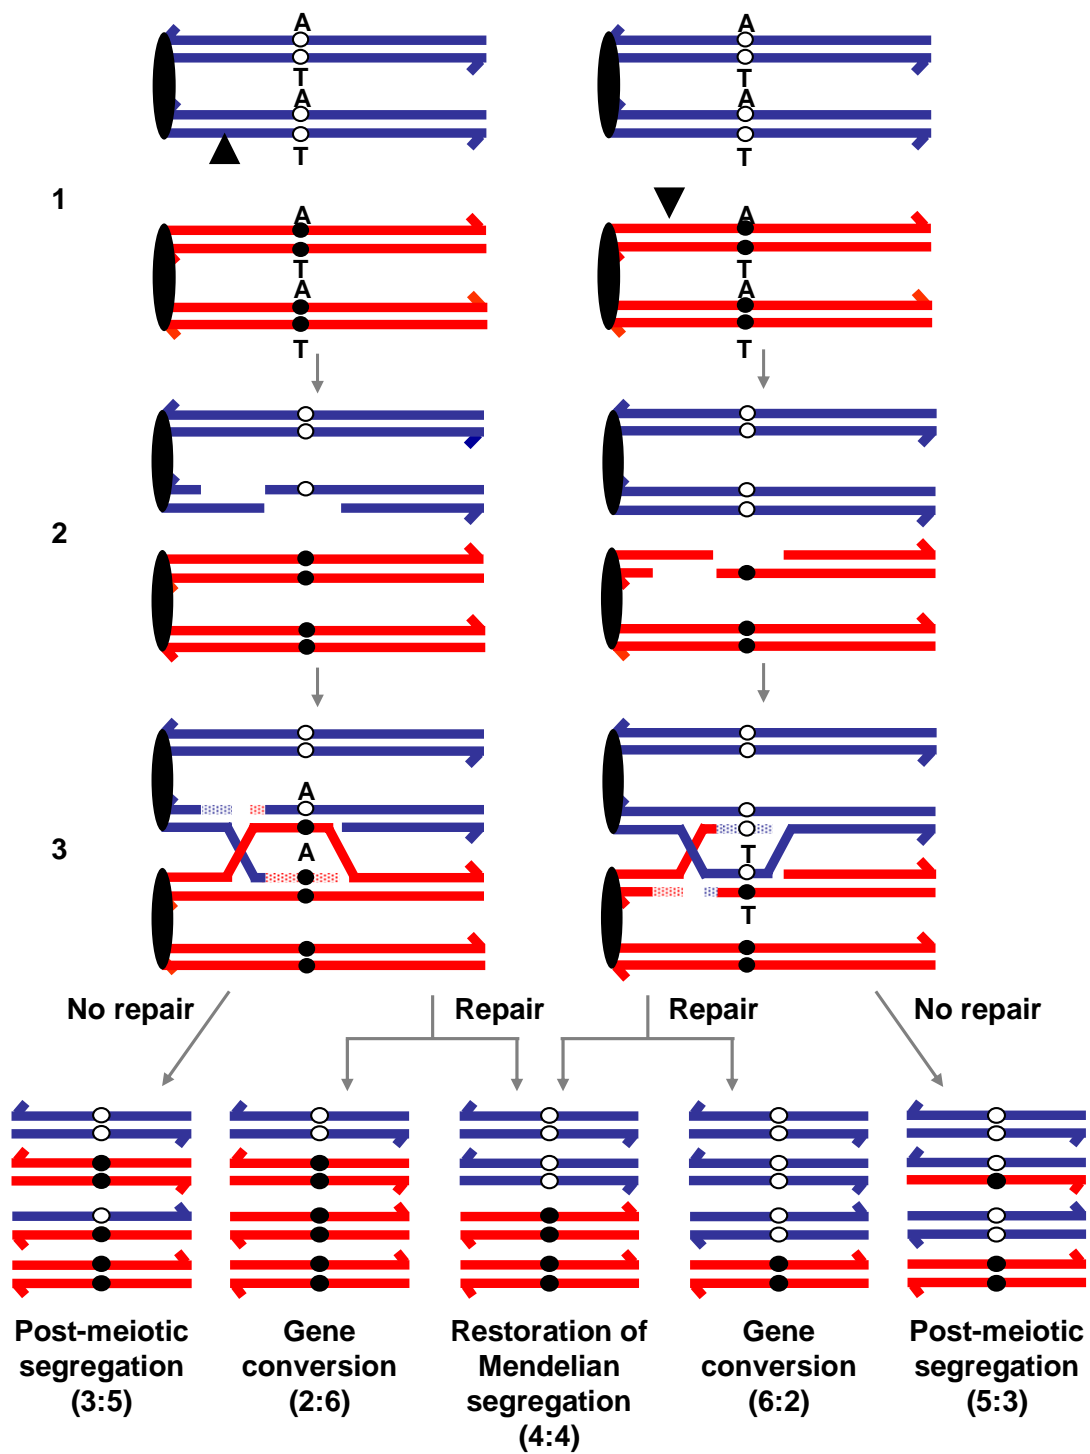 A A
T T
A A
T T
1
A A
T T
A A
T T
2
A
3
A T
T
No repair Repair Repair No repair
Post-meiotic Gene Restoration of Gene Post-meiotic
segregation conversion Mendelian conversion segregation
(3:5) (2:6) segregation (6:2) (5:3)
(4:4)